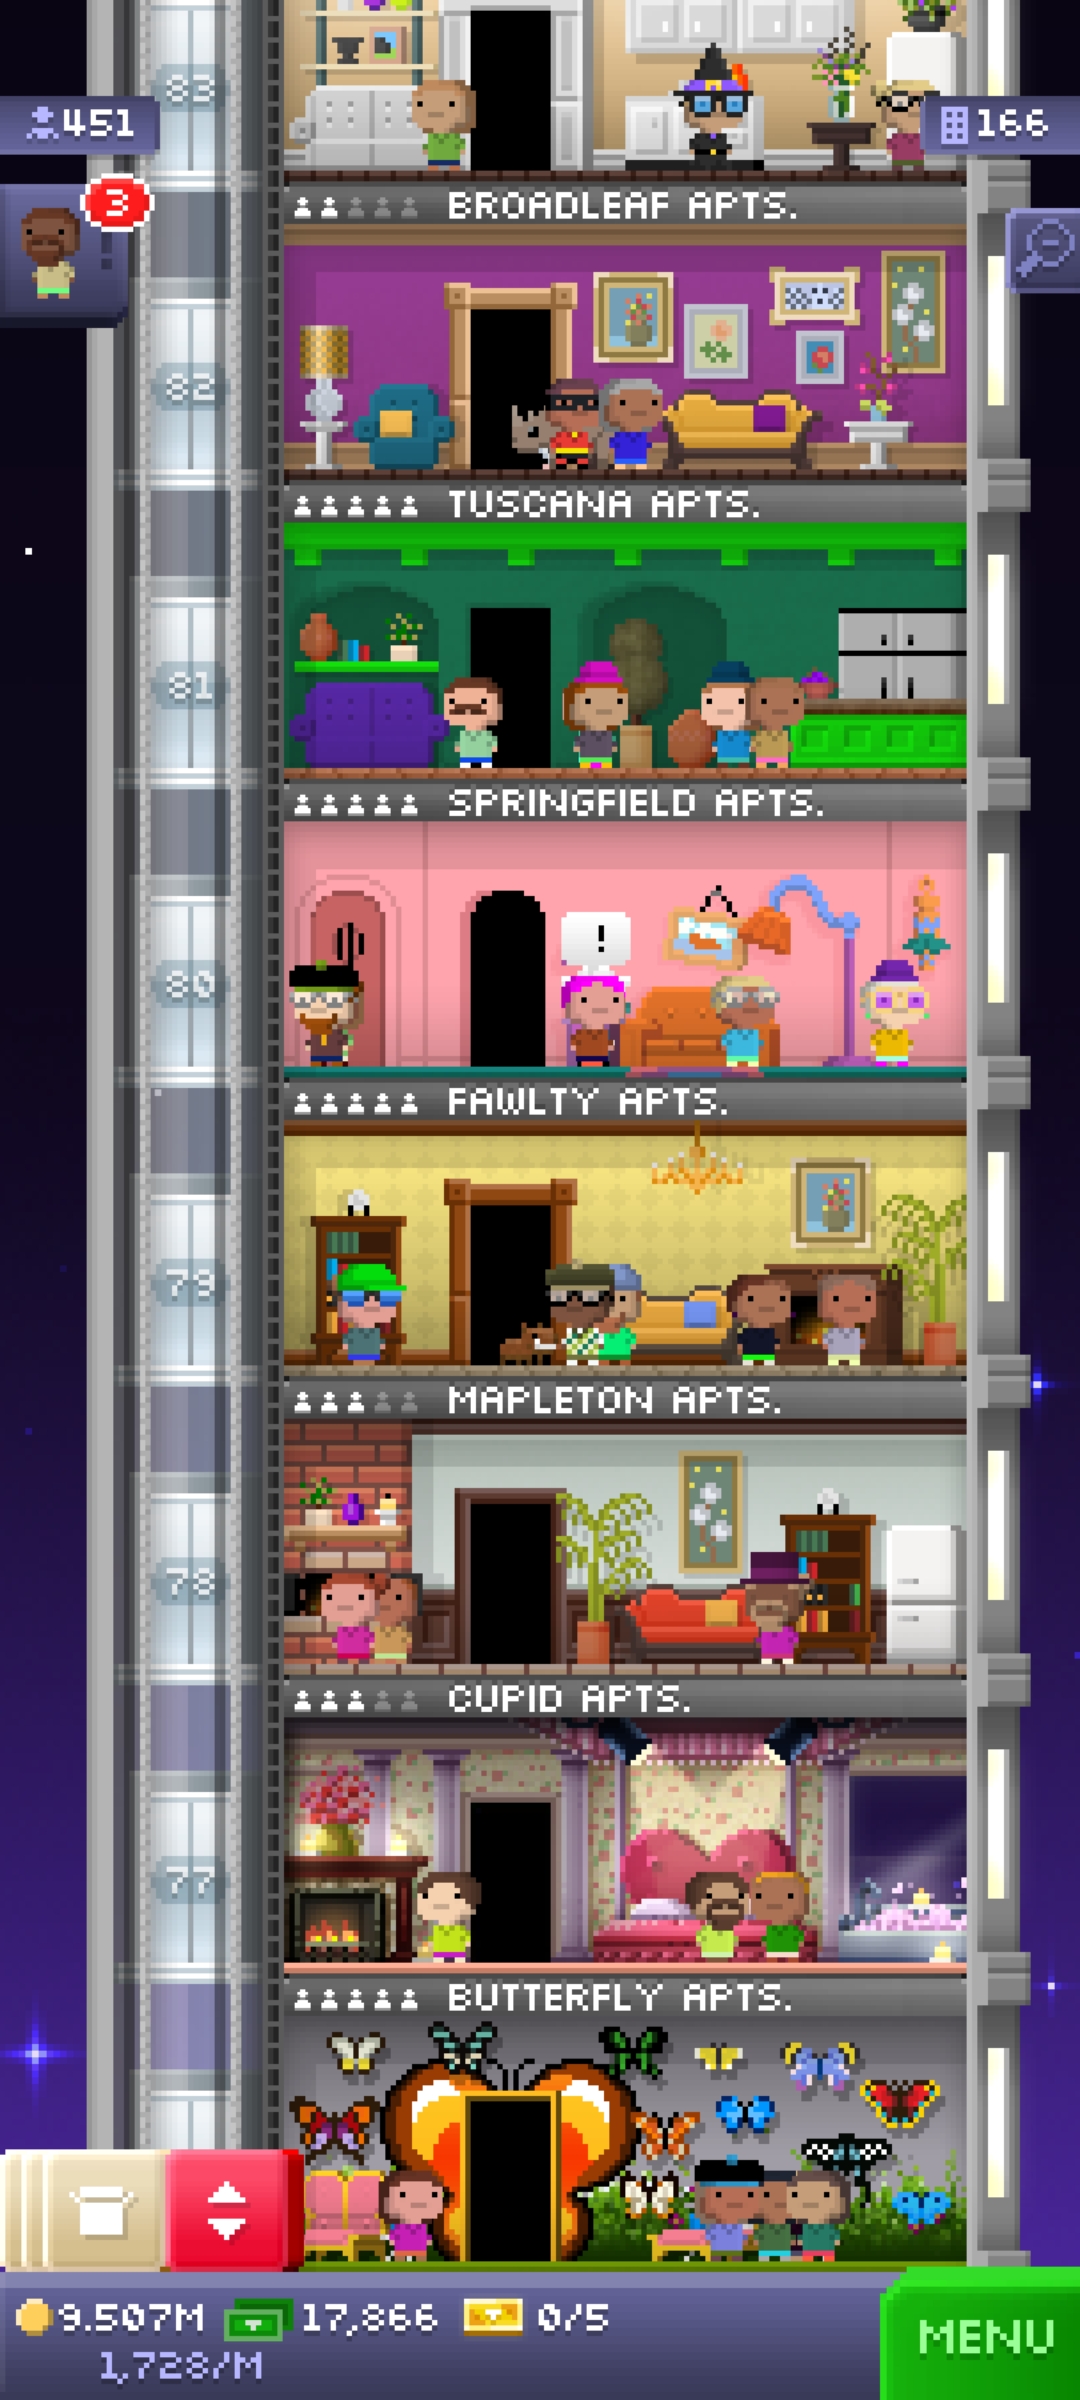 83
451
166
3
BROADLEAF APTS.
82
TUSCANA APTS.
81
SPRINGFIELD APTS.
80
!
FAWLTY APTS.
79
MAPLETON APTS.
78
CUPID APTS.
77
BUTTERFLY APTS.
9.507M 17,866 0/5
1,728/M
MENU